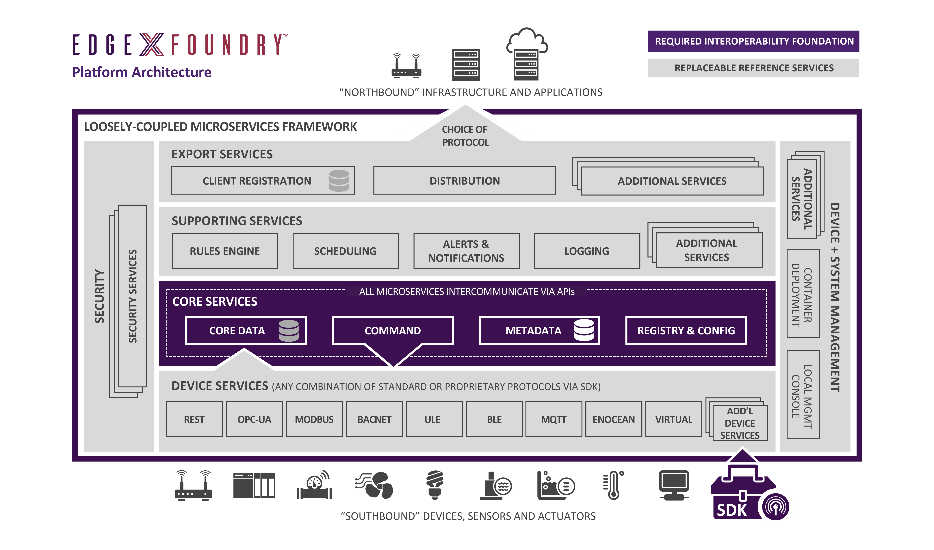 EDGE X FOUNDRY™
Platform Architecture
REQUIRED INTEROPERABILITY FOUNDATION
REPLACEABLE REFERENCE SERVICES
"NORTHBOUND" INFRASTRUCTURE AND APPLICATIONS
LOOSELY-COUPLED MICROSERVICES FRAMEWORK
CHOICE OF
PROTOCOL
EXPORT SERVICES
CLIENT REGISTRATION
DISTRIBUTION
ADDITIONAL SERVICES
SUPPORTING SERVICES
RULES ENGINE
SCHEDULING
ALERTS &
NOTIFICATIONS
LOGGING
ADDITIONAL
SERVICES
ALL MICROSERVICES INTERCOMMUNICATE VIA APIs
CORE SERVICES
CORE DATA
COMMAND
METADATA
REGISTRY & CONFIG
DEVICE SERVICES (ANY COMBINATION OF STANDARD OR PROPRIETARY PROTOCOLS VIA SDK)
REST
OPC-UA
MODBUS
BACNET
ULE
BLE
MQTT
ENOCEAN
VIRTUAL
ADD'L
DEVICE
SERVICES
SECURITY
SECURITY SERVICES
ADDITIONAL
SERVICES
CONTAINER
DEPLOYMENT
LOCAL MGMT
CONSOLE
DEVICE + SYSTEM MANAGEMENT
SDK
"SOUTHBOUND" DEVICES, SENSORS AND ACTUATORS